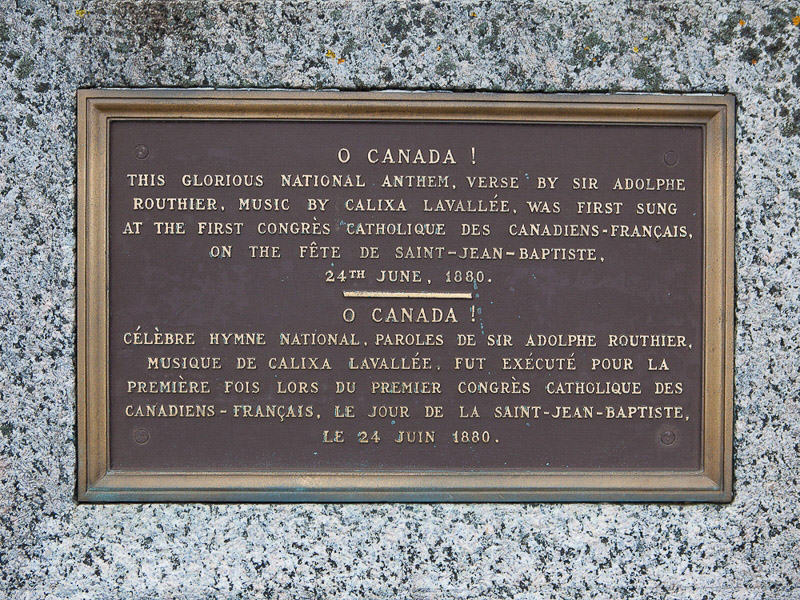 O CANADA !
THIS GLORIOUS NATIONAL ANTHEM, VERSE BY SIR ADOLPHE
ROUTHIER, MUSIC BY CALIXA LAVALLÉE, WAS FIRST SUNG
AT THE FIRST CONGRÈS CATHOLIQUE DES CANADIENS-FRANÇAIS,
ON THE FÊTE DE SAINT-JEAN-BAPTISTE,
24TH JUNE, 1880.
O CANADA !
CÉLÈBRE HYMNE NATIONAL, PAROLES DE SIR ADOLPHE ROUTHIER,
MUSIQUE DE CALIXA LAVALLÉE, FUT EXÉCUTÉ POUR LA
PREMIÈRE FOIS LORS DU PREMIER CONGRÈS CATHOLIQUE DES
CANADIENS-FRANÇAIS, LE JOUR DE LA SAINT-JEAN-BAPTISTE,
LE 24 JUIN 1880.